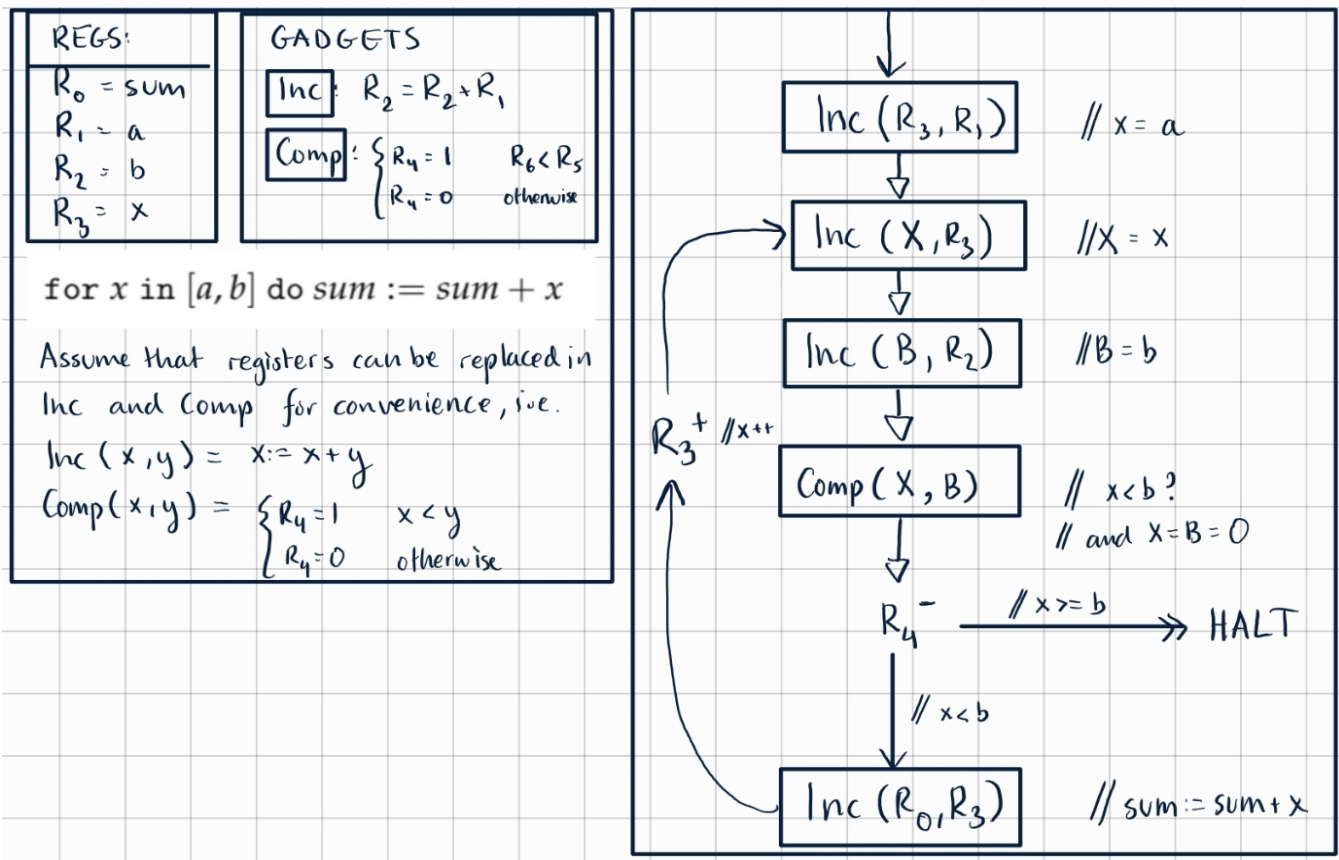 REGS:
R₀ = sum
R₁ = a
R₂ = b
R₃ = x
GADGETS
Inc : R₂ = R₂ + R₁
Comp : { R₄ = 1 R₆ < R₅
R₄ = 0 otherwise
for x in [a, b] do sum := sum + x
Assume that registers can be replaced in
Inc and Comp for convenience, i.e.
Inc (x, y) = x := x + y
Comp (x, y) = { R₄ = 1 x < y
R₄ = 0 otherwise
Inc (R₃, R₁) // x = a
Inc (X, R₃) // X = x
Inc (B, R₂) // B = b
R₃⁺ // x++
Comp (X, B) // x < b ?
// and X = B = 0
R₄⁻ // x >= b HALT
// x < b
Inc (R₀, R₃) // sum := sum + x